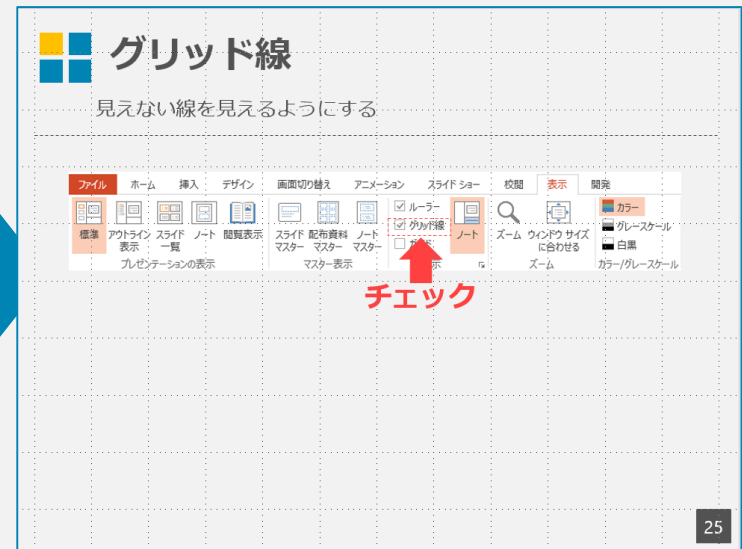 グリッド線
見えない線を見えるようにする
ファイル ホーム 挿入 デザイン 画面切り替え アニメーション スライド ショー 校閲 表示 開発
標準 アウトライン表示 スライド一覧 ノート 閲覧表示
プレゼンテーションの表示
スライド マスター 配布資料 マスター ノート マスター
マスター表示
ルーラー
グリッド線
ノート
ズーム ウィンドウ サイズに合わせる
ズーム
カラー
グレースケール
白黒
カラー/グレースケール
チェック
25